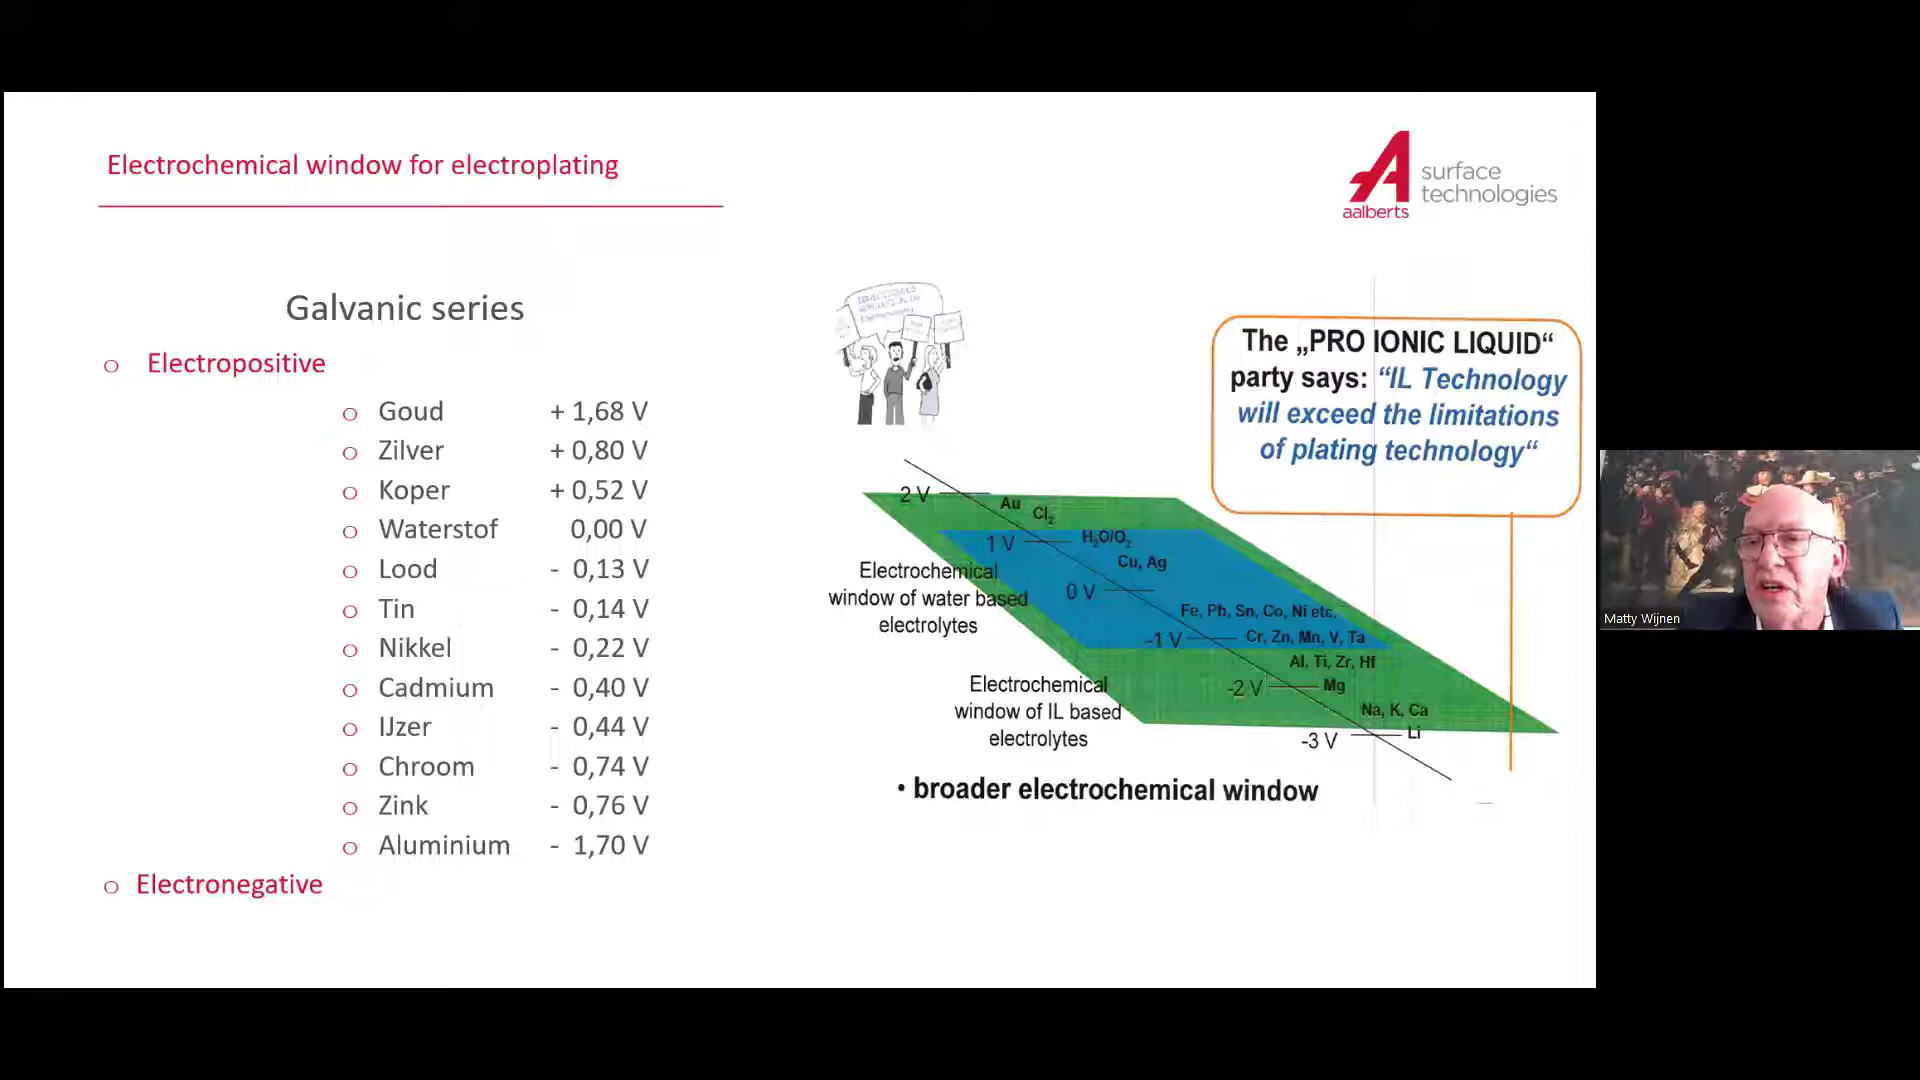 Electrochemical window for electroplating
surface
technologies
aalberts
Galvanic series
Electropositive
Goud + 1,68 V
Zilver + 0,80 V
Koper + 0,52 V
Waterstof 0,00 V
Lood - 0,13 V
Tin - 0,14 V
Nikkel - 0,22 V
Cadmium - 0,40 V
IJzer - 0,44 V
Chroom - 0,74 V
Zink - 0,76 V
Aluminium - 1,70 V
Electronegative
The „PRO IONIC LIQUID“
party says: “IL Technology
will exceed the limitations
of plating technology“
2 V
Au
Cl2
1 V
H2O/O2
Cu, Ag
0 V
Fe, Pb, Sn, Co, Ni etc.
-1 V
Cr, Zn, Mn, V, Ta
Al, Ti, Zr, Hf
-2 V
Mg
Na, K, Ca
Li
-3 V
Electrochemical
window of water based
electrolytes
Electrochemical
window of IL based
electrolytes
• broader electrochemical window
Matty Wijnen